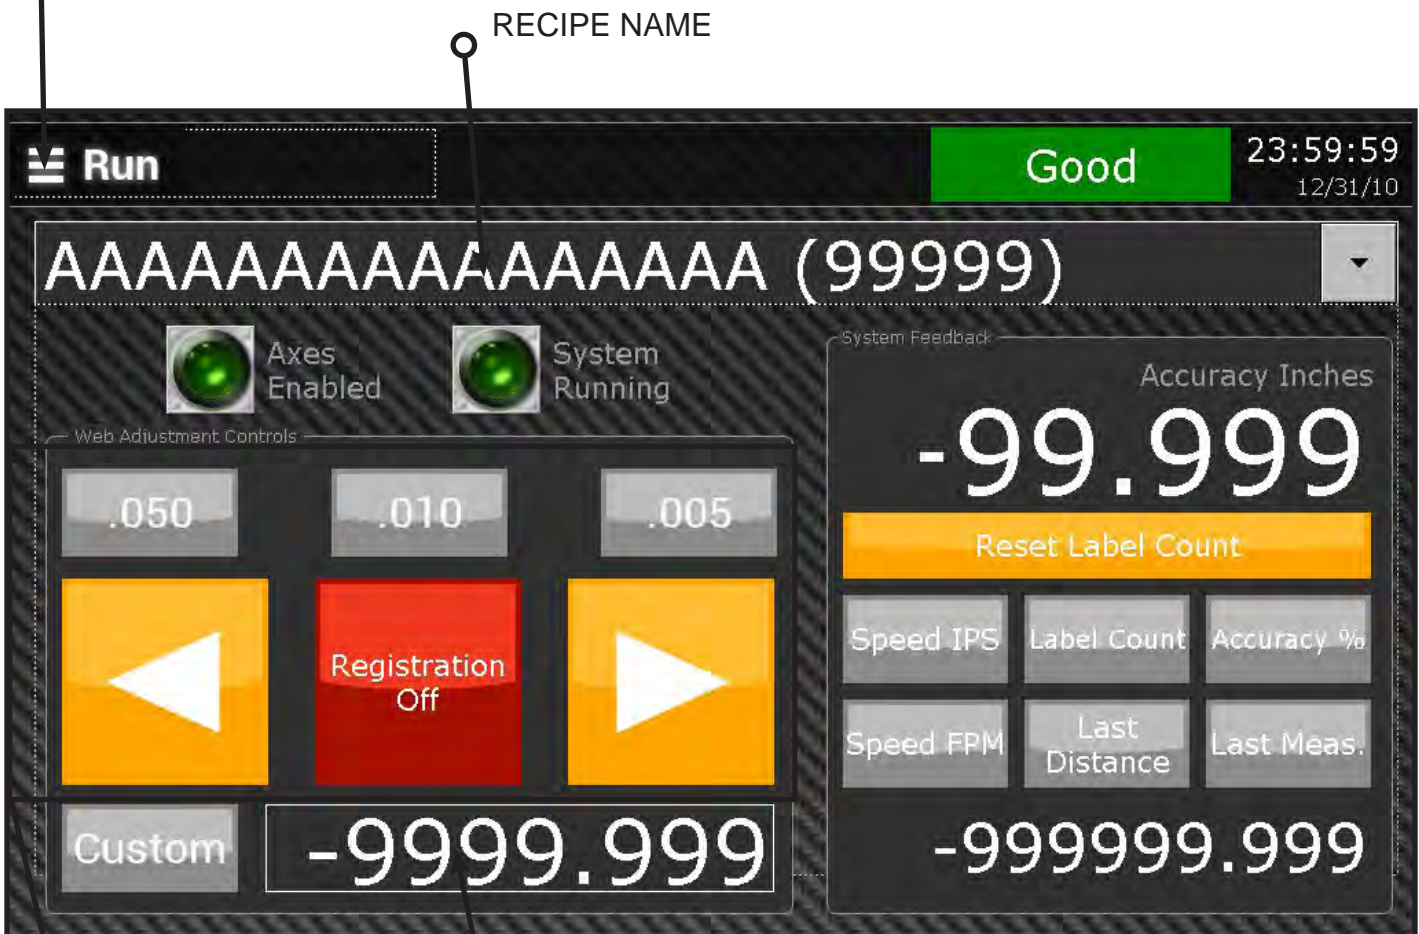 RECIPE NAME
Run
Good
23:59:59
12/31/10
AAAAAAAAAAAAAAAA (99999)
Axes
Enabled
System
Running
Web Adjustment Controls
.050
.010
.005
Registration
Off
Custom
-9999.999
System Feedback
Accuracy Inches
-99.999
Reset Label Count
Speed IPS
Label Count
Accuracy %
Speed FPM
Last
Distance
Last Meas.
-999999.999